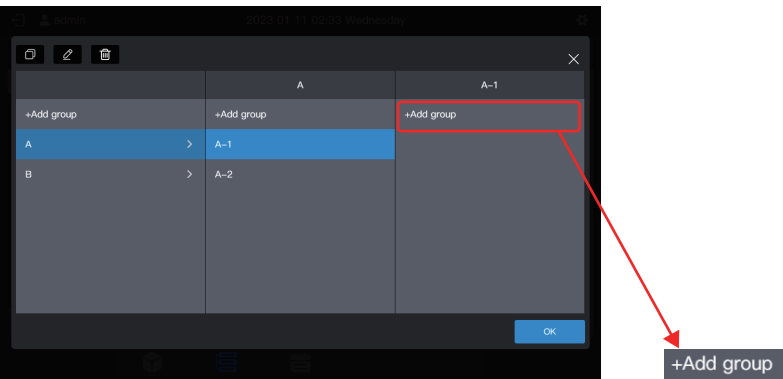 admin 2023 01 11 02:33 Wednesday
A A-1
+Add group +Add group +Add group
A A-1
B A-2
OK
+Add group